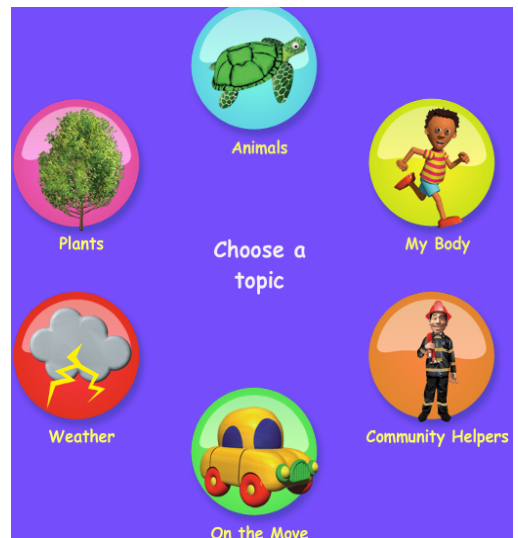 Animals
Plants
My Body
Choose a
topic
Weather
Community Helpers
On the Move